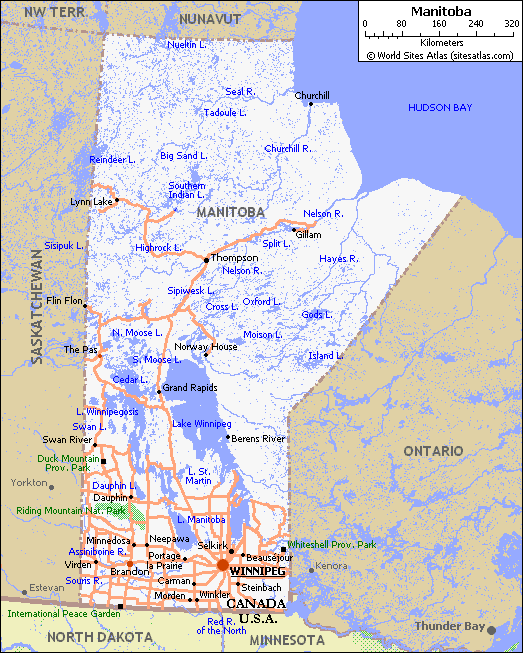 NW TERR.
NUNAVUT
Manitoba
0 80 160 240 320
Kilometers
© World Sites Atlas (sitesatlas.com)
Nueltin L.
Seal R.
Churchill
Tadoule L.
HUDSON BAY
Churchill R.
Reindeer L.
Big Sand L.
Southern
Indian L.
Lynn Lake
MANITOBA
Nelson R.
Gillam
Sisipuk L.
Highrock L.
Split L.
Thompson
Hayes R.
Nelson R.
SASKATCHEWAN
Sipiwesk L.
Flin Flon
Cross L.
Oxford L.
Gods L.
N. Moose L.
Moison L.
The Pas
Norway House
S. Moose L.
Island L.
Cedar L.
Grand Rapids
L. Winnipegosis
Lake Winnipeg
Swan L.
Swan River
Berens River
ONTARIO
Duck Mountain
Prov. Park
L. St.
Martin
Yorkton
Dauphin L.
Dauphin
Riding Mountain Nat. Park
L. Manitoba
Minnedosa
Neepawa
Selkirk
Whiteshell Prov. Park
Assiniboine R.
Portage
la Prairie
Beauséjour
Virden
Brandon
WINNIPEG
Kenora
Souris R.
Carman
Steinbach
Estevan
Morden
Winkler
CANADA
International Peace Garden
U.S.A.
Red R.
of the North
Thunder Bay
NORTH DAKOTA
MINNESOTA